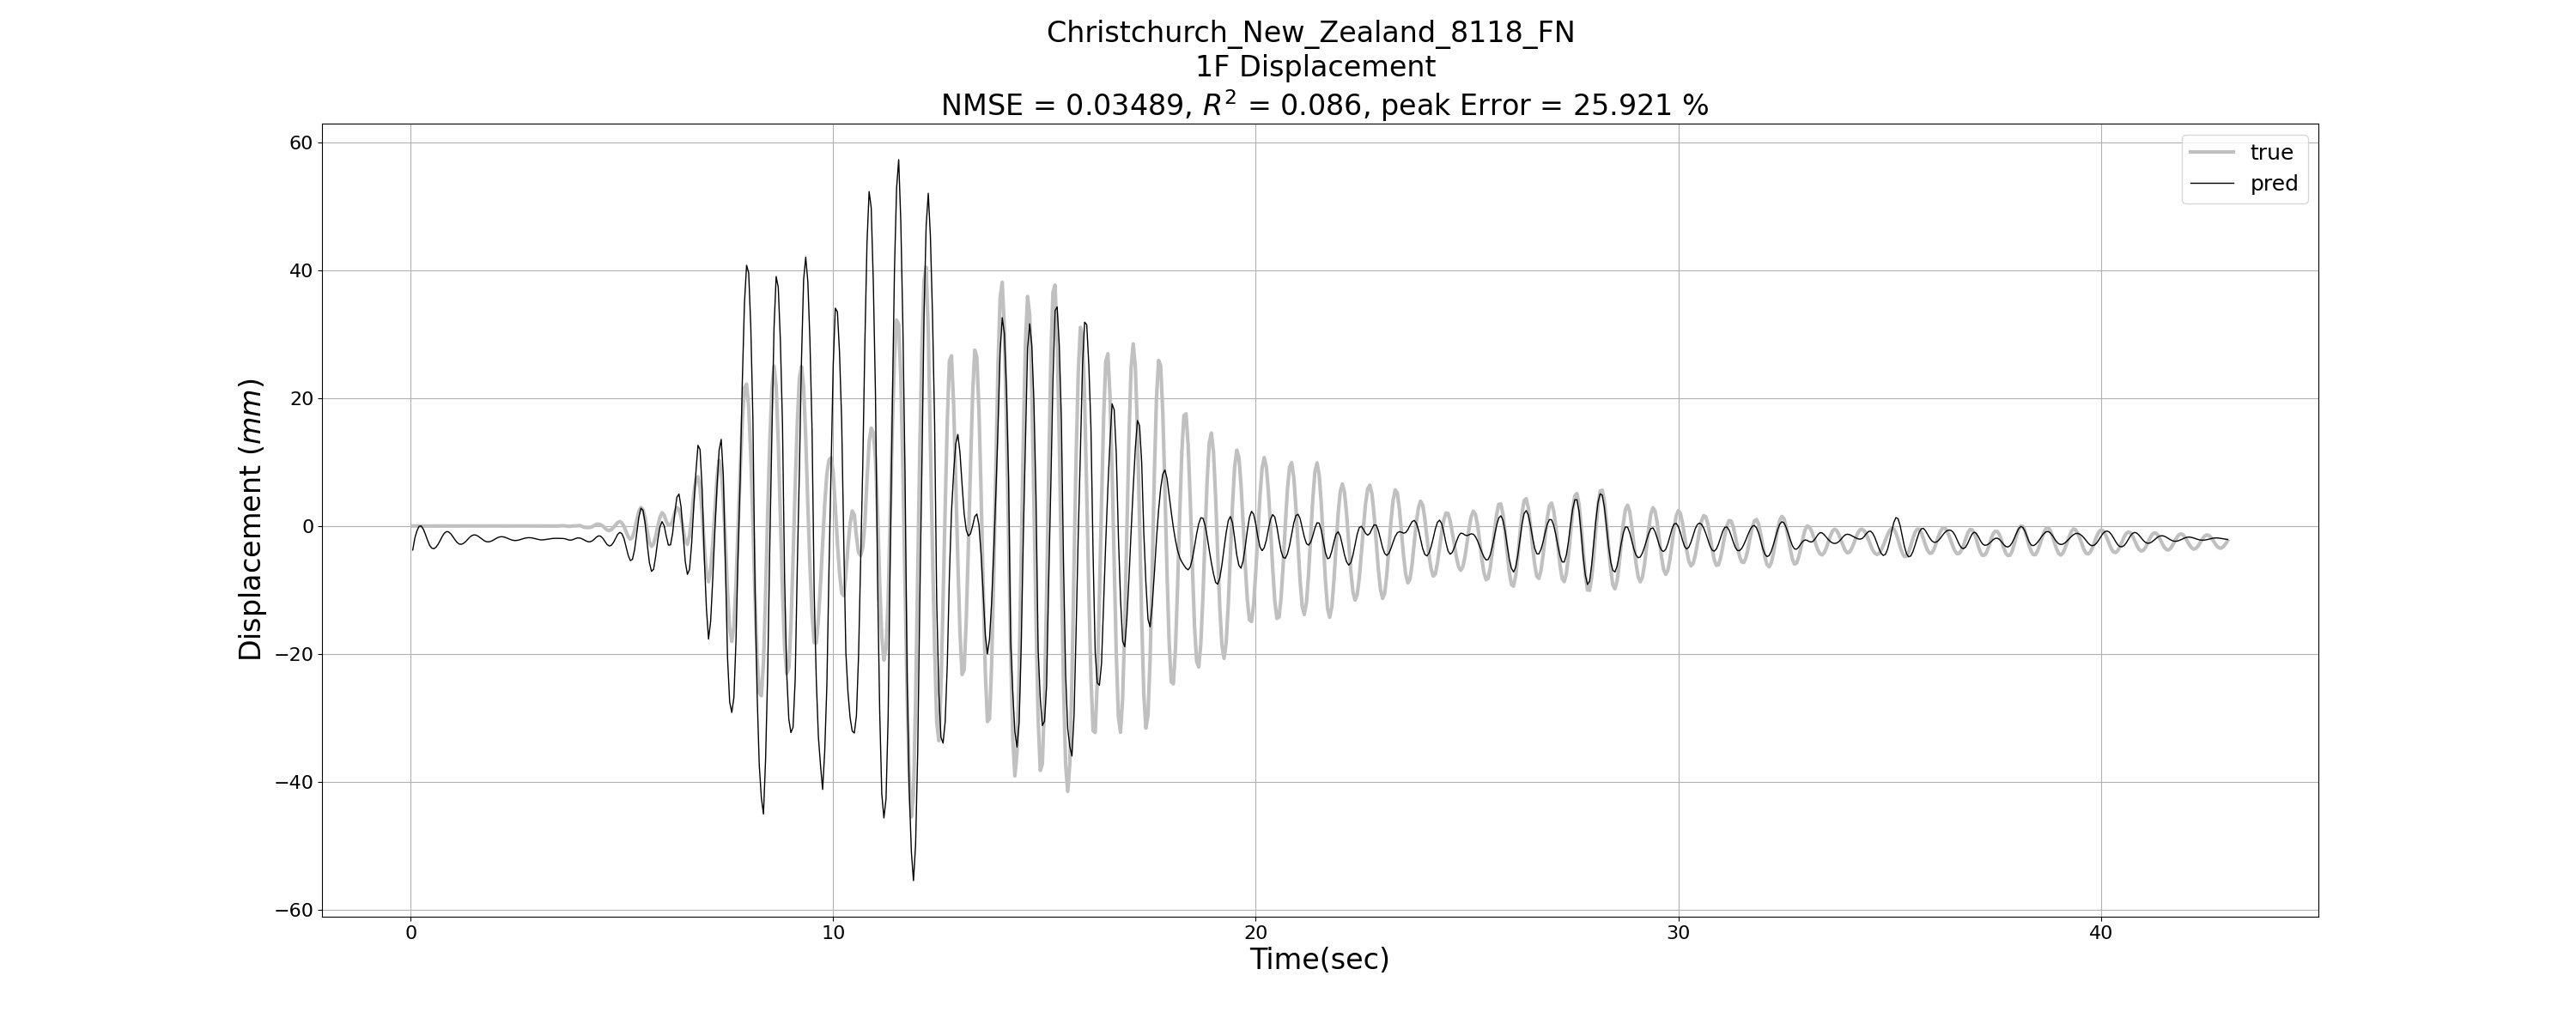 Christchurch_New_Zealand_8118_FN
1F Displacement
NMSE = 0.03489, R² = 0.086, peak Error = 25.921 %
60
40
20
0
−20
−40
−60
Displacement (mm)
true
pred
0
10
20
30
40
Time(sec)